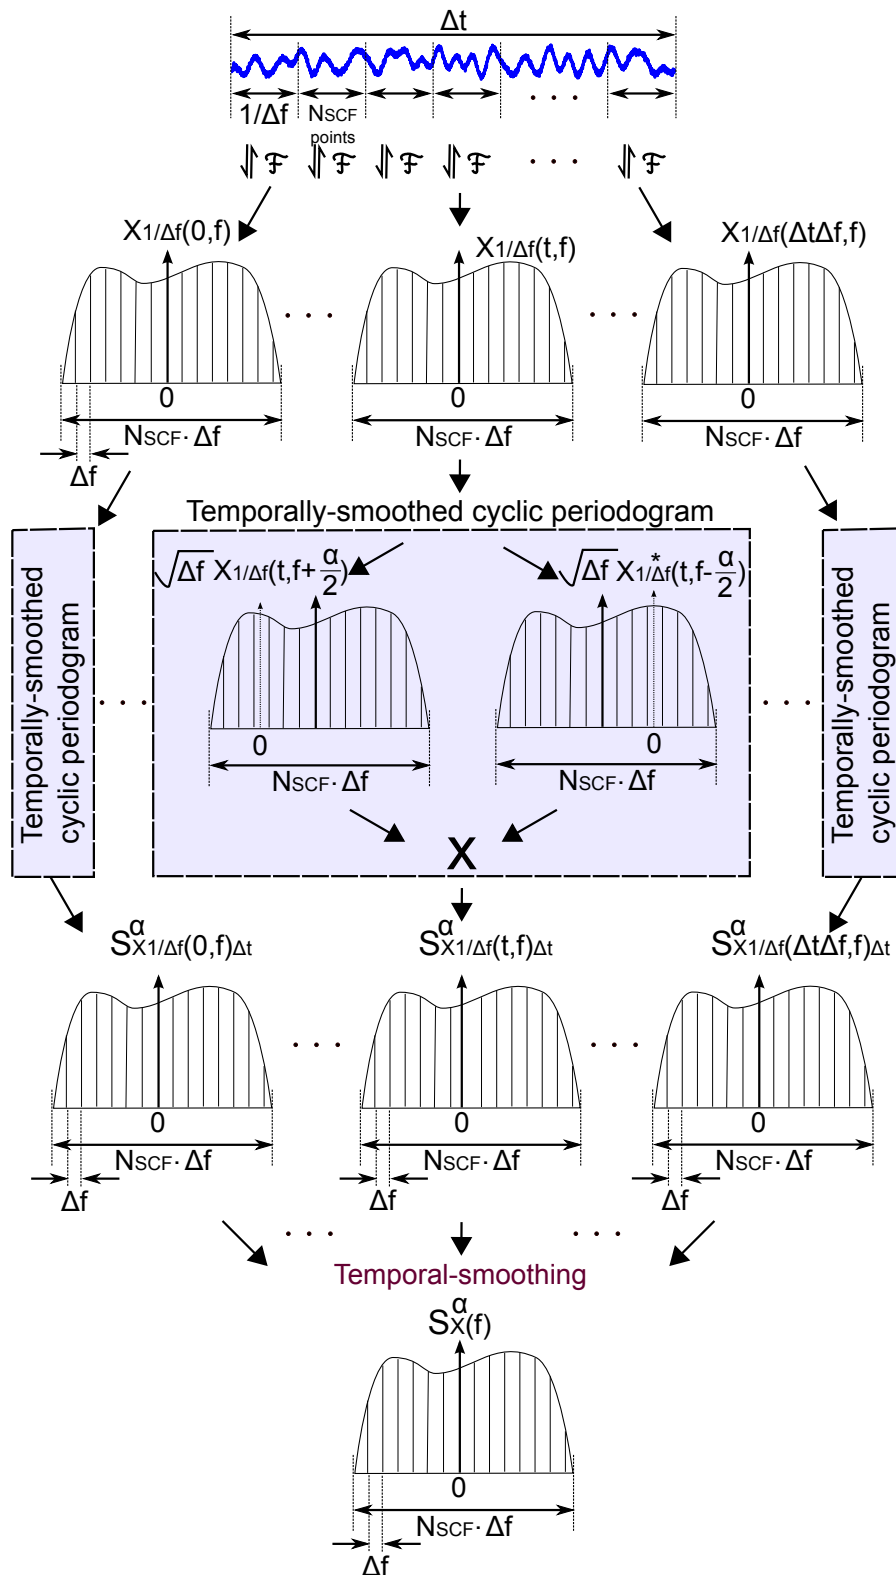 Δt
1/Δf
NSCF
points
ℱ ℱ ℱ ℱ . . . ℱ
X1/Δf(0,f)
X1/Δf(t,f)
X1/Δf(ΔtΔf,f)
. . . . . .
0 0 0
NSCF·Δf NSCF·Δf NSCF·Δf
Δf
Temporally-smoothed cyclic periodogram
Temporally-smoothed
cyclic periodogram
√Δf X1/Δf(t,f+α/2)
√Δf X*1/Δf(t,f-α/2)
Temporally-smoothed
cyclic periodogram
. . . . . .
0 0
NSCF·Δf NSCF·Δf
X
SαX1/Δf(0,f)Δt
SαX1/Δf(t,f)Δt
SαX1/Δf(ΔtΔf,f)Δt
. . . . . .
0 0 0
NSCF·Δf NSCF·Δf NSCF·Δf
Δf Δf Δf
. . . . . .
Temporal-smoothing
SαX(f)
0
NSCF·Δf
Δf